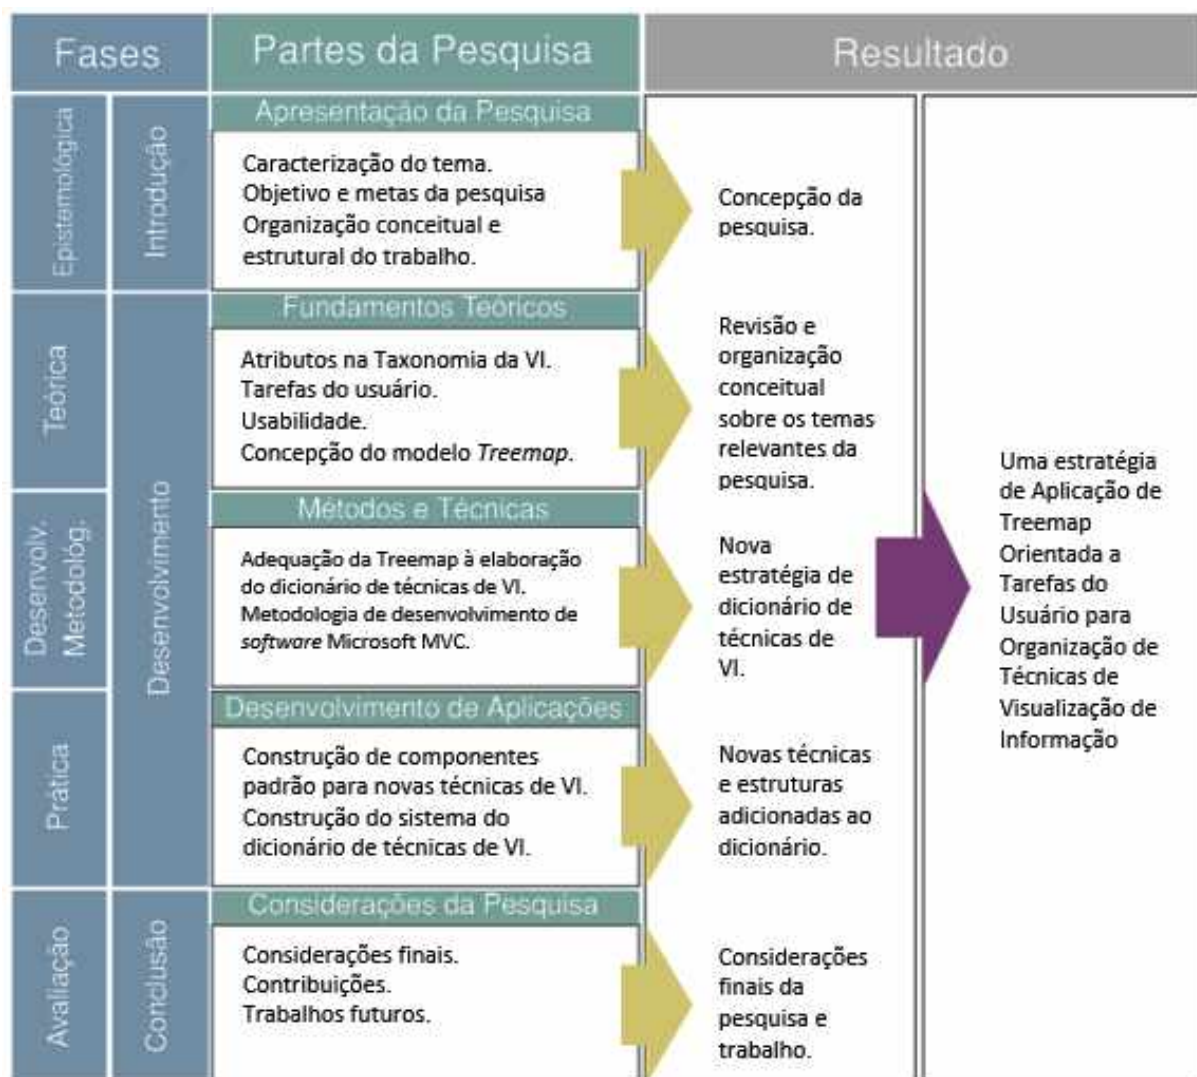 Fases
Partes da Pesquisa
Resultado
Epistemológica
Introdução
Apresentação da Pesquisa
Caracterização do tema.
Objetivo e metas da pesquisa
Organização conceitual e
estrutural do trabalho.
Concepção da
pesquisa.
Teórica
Desenvolvimento
Fundamentos Teóricos
Atributos na Taxonomia da VI.
Tarefas do usuário.
Usabilidade.
Concepção do modelo Treemap.
Revisão e
organização
conceitual
sobre os temas
relevantes da
pesquisa.
Desenvolv.
Metodológ.
Métodos e Técnicas
Adequação da Treemap à elaboração
do dicionário de técnicas de VI.
Metodologia de desenvolvimento de
software Microsoft MVC.
Nova
estratégia de
dicionário de
técnicas de
VI.
Prática
Desenvolvimento de Aplicações
Construção de componentes
padrão para novas técnicas de VI.
Construção do sistema do
dicionário de técnicas de VI.
Novas técnicas
e estruturas
adicionadas ao
dicionário.
Avaliação
Conclusão
Considerações da Pesquisa
Considerações finais.
Contribuições.
Trabalhos futuros.
Considerações
finais da
pesquisa e
trabalho.
Uma estratégia
de Aplicação de
Treemap
Orientada a
Tarefas do
Usuário para
Organização de
Técnicas de
Visualização de
Informação